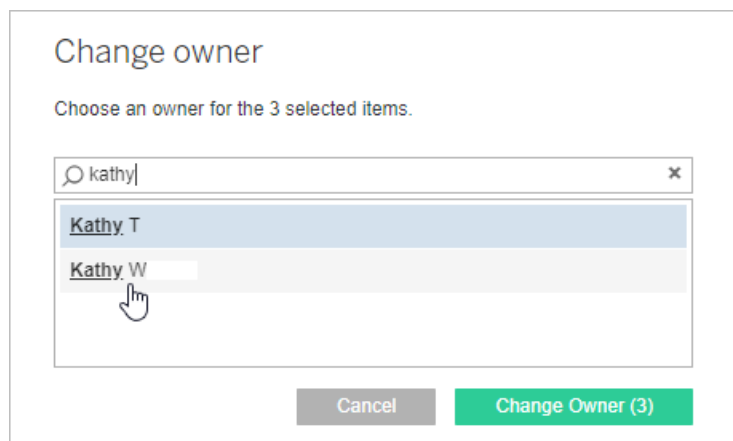 Change owner
Choose an owner for the 3 selected items.
kathy
Kathy T
Kathy W
Cancel
Change Owner (3)